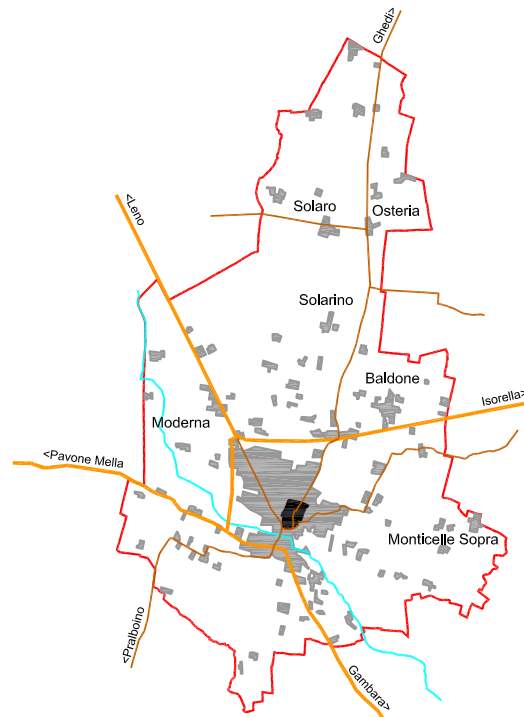 Ghedi>
<Leno
Solaro
Osteria
Solarino
Baldone
Isorella>
Moderna
<Pavone Mella
Monticelle Sopra
<Pralboino
Gambara>